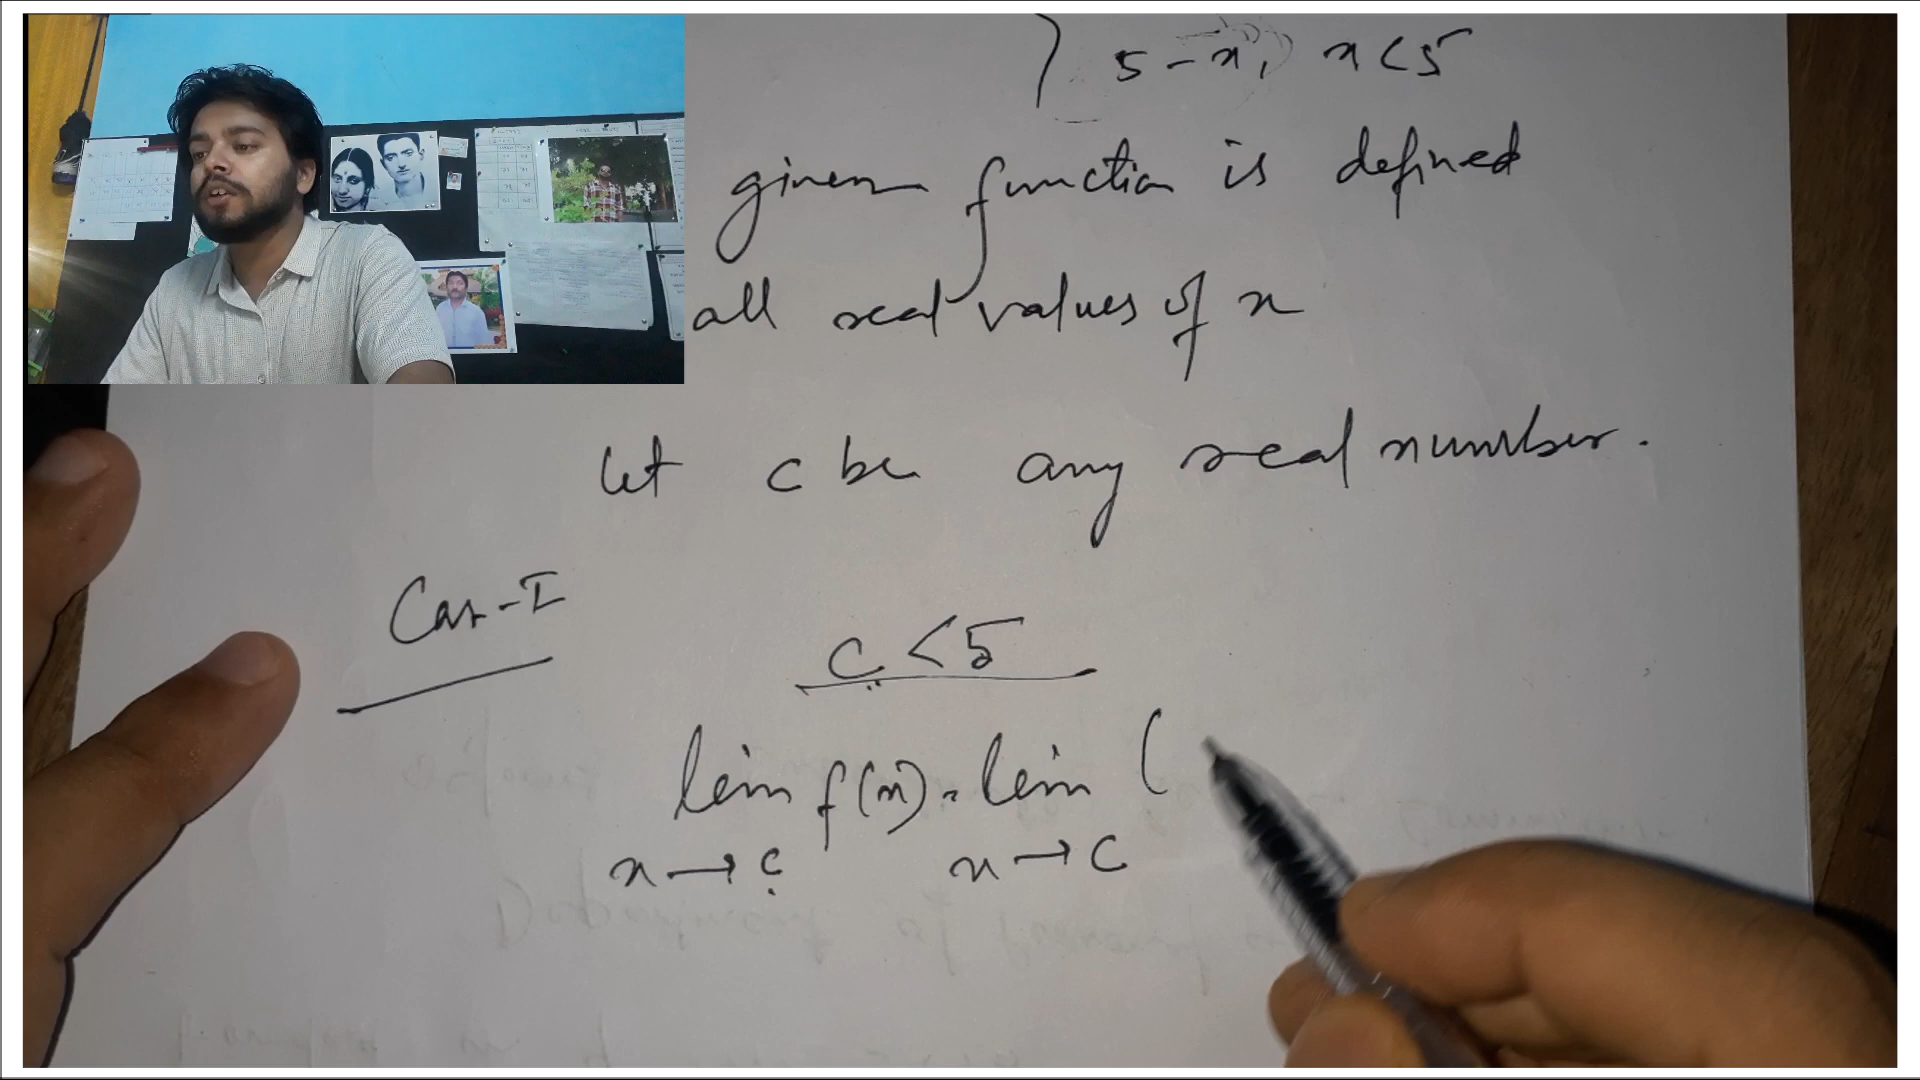 5 - x, x < 5
given function is defined
all real values of x
let c be any real number.
Case-I
c < 5
lim f(x) = lim (
x → c x → c